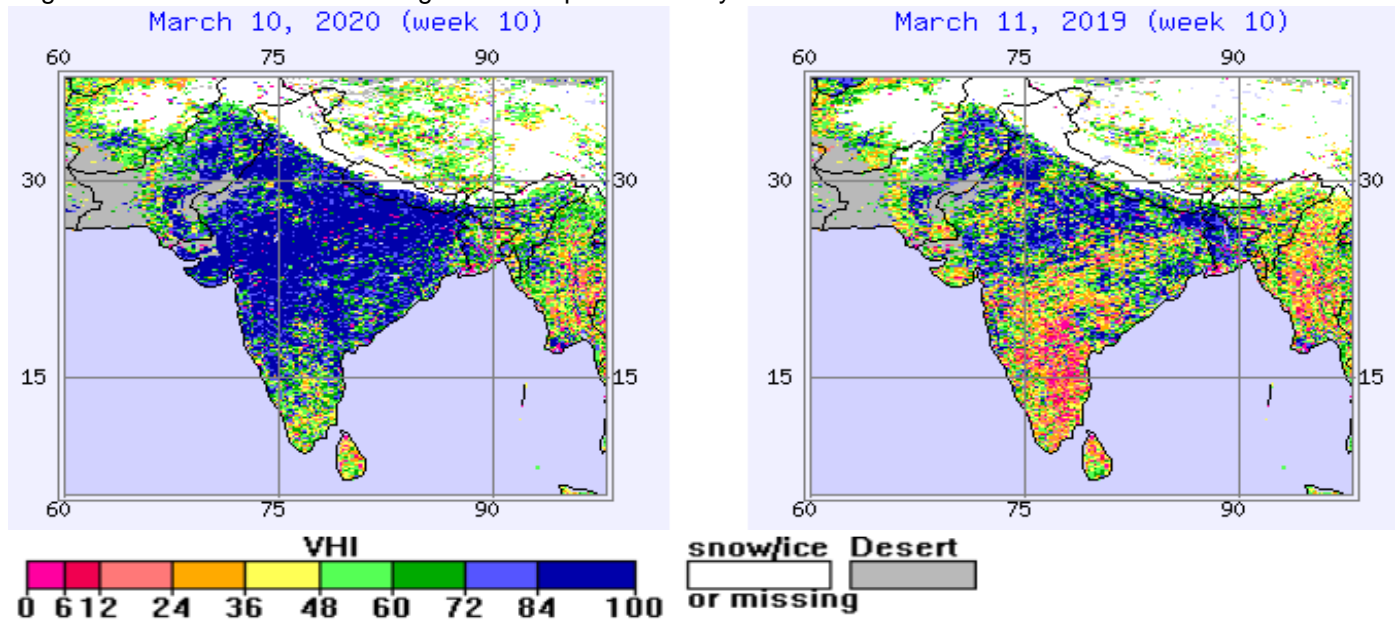 March 10, 2020 (week 10)
March 11, 2019 (week 10)
60 75 90
60 75 90
30 30
30 30
15 15
15 15
60 75 90
60 75 90
VHI
snow/ice Desert
0 6 12 24 36 48 60 72 84 100
or missing